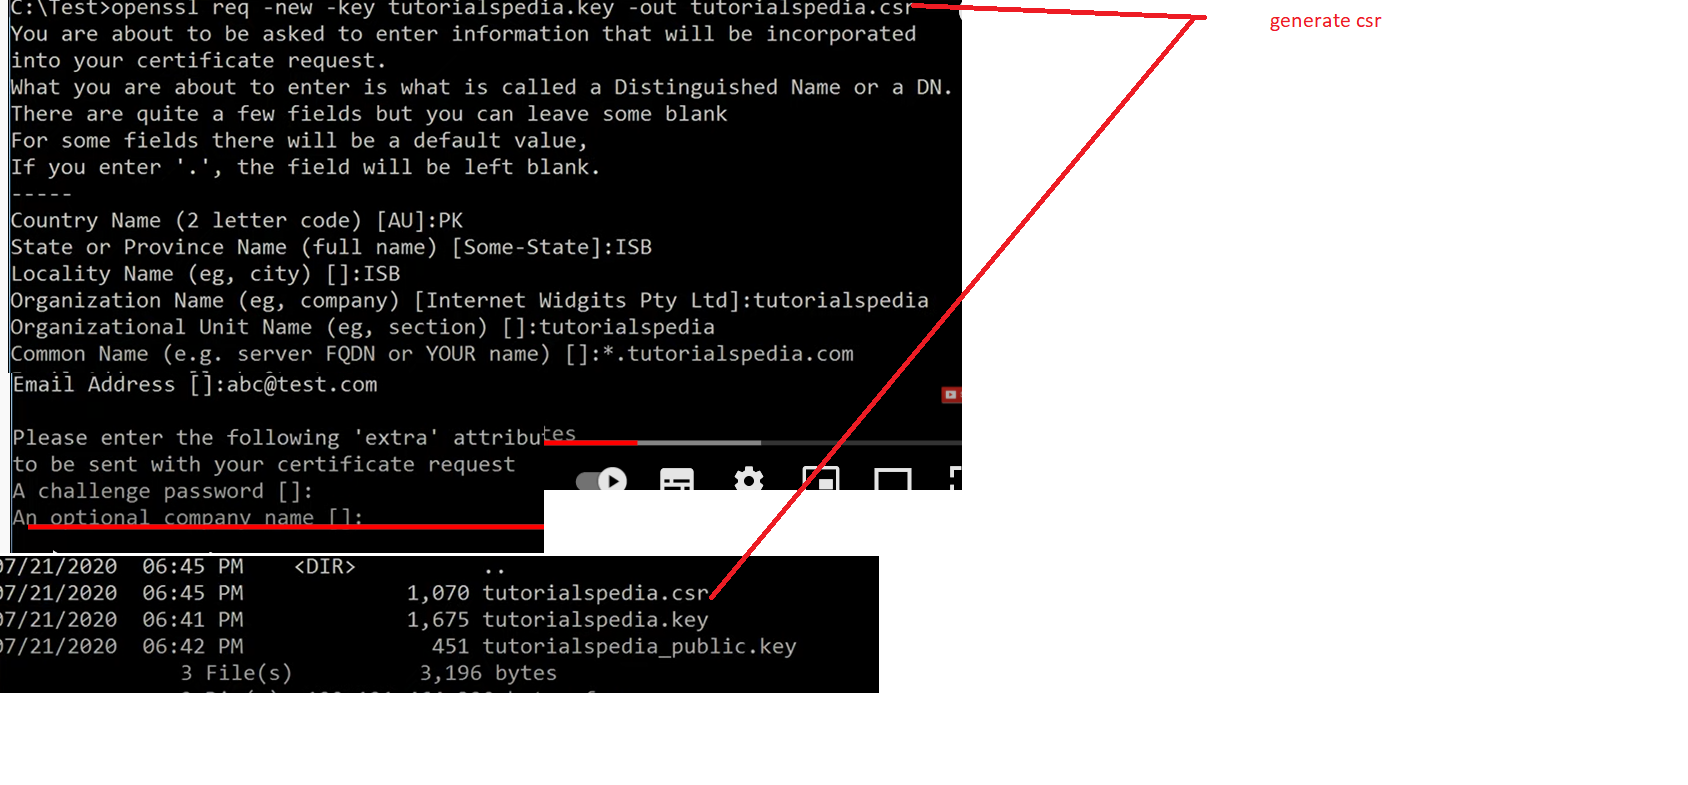 C:\Test>openssl req -new -key tutorialspedia.key -out tutorialspedia.csr
generate csr
You are about to be asked to enter information that will be incorporated
into your certificate request.
What you are about to enter is what is called a Distinguished Name or a DN.
There are quite a few fields but you can leave some blank
For some fields there will be a default value,
If you enter '.', the field will be left blank.
-----
Country Name (2 letter code) [AU]:PK
State or Province Name (full name) [Some-State]:ISB
Locality Name (eg, city) []:ISB
Organization Name (eg, company) [Internet Widgits Pty Ltd]:tutorialspedia
Organizational Unit Name (eg, section) []:tutorialspedia
Common Name (e.g. server FQDN or YOUR name) []:*.tutorialspedia.com
Email Address []:abc@test.com
Please enter the following 'extra' attributes
to be sent with your certificate request
A challenge password []:
An optional company name []:
07/21/2020 06:45 PM <DIR> ..
07/21/2020 06:45 PM 1,070 tutorialspedia.csr
07/21/2020 06:41 PM 1,675 tutorialspedia.key
07/21/2020 06:42 PM 451 tutorialspedia_public.key
3 File(s) 3,196 bytes